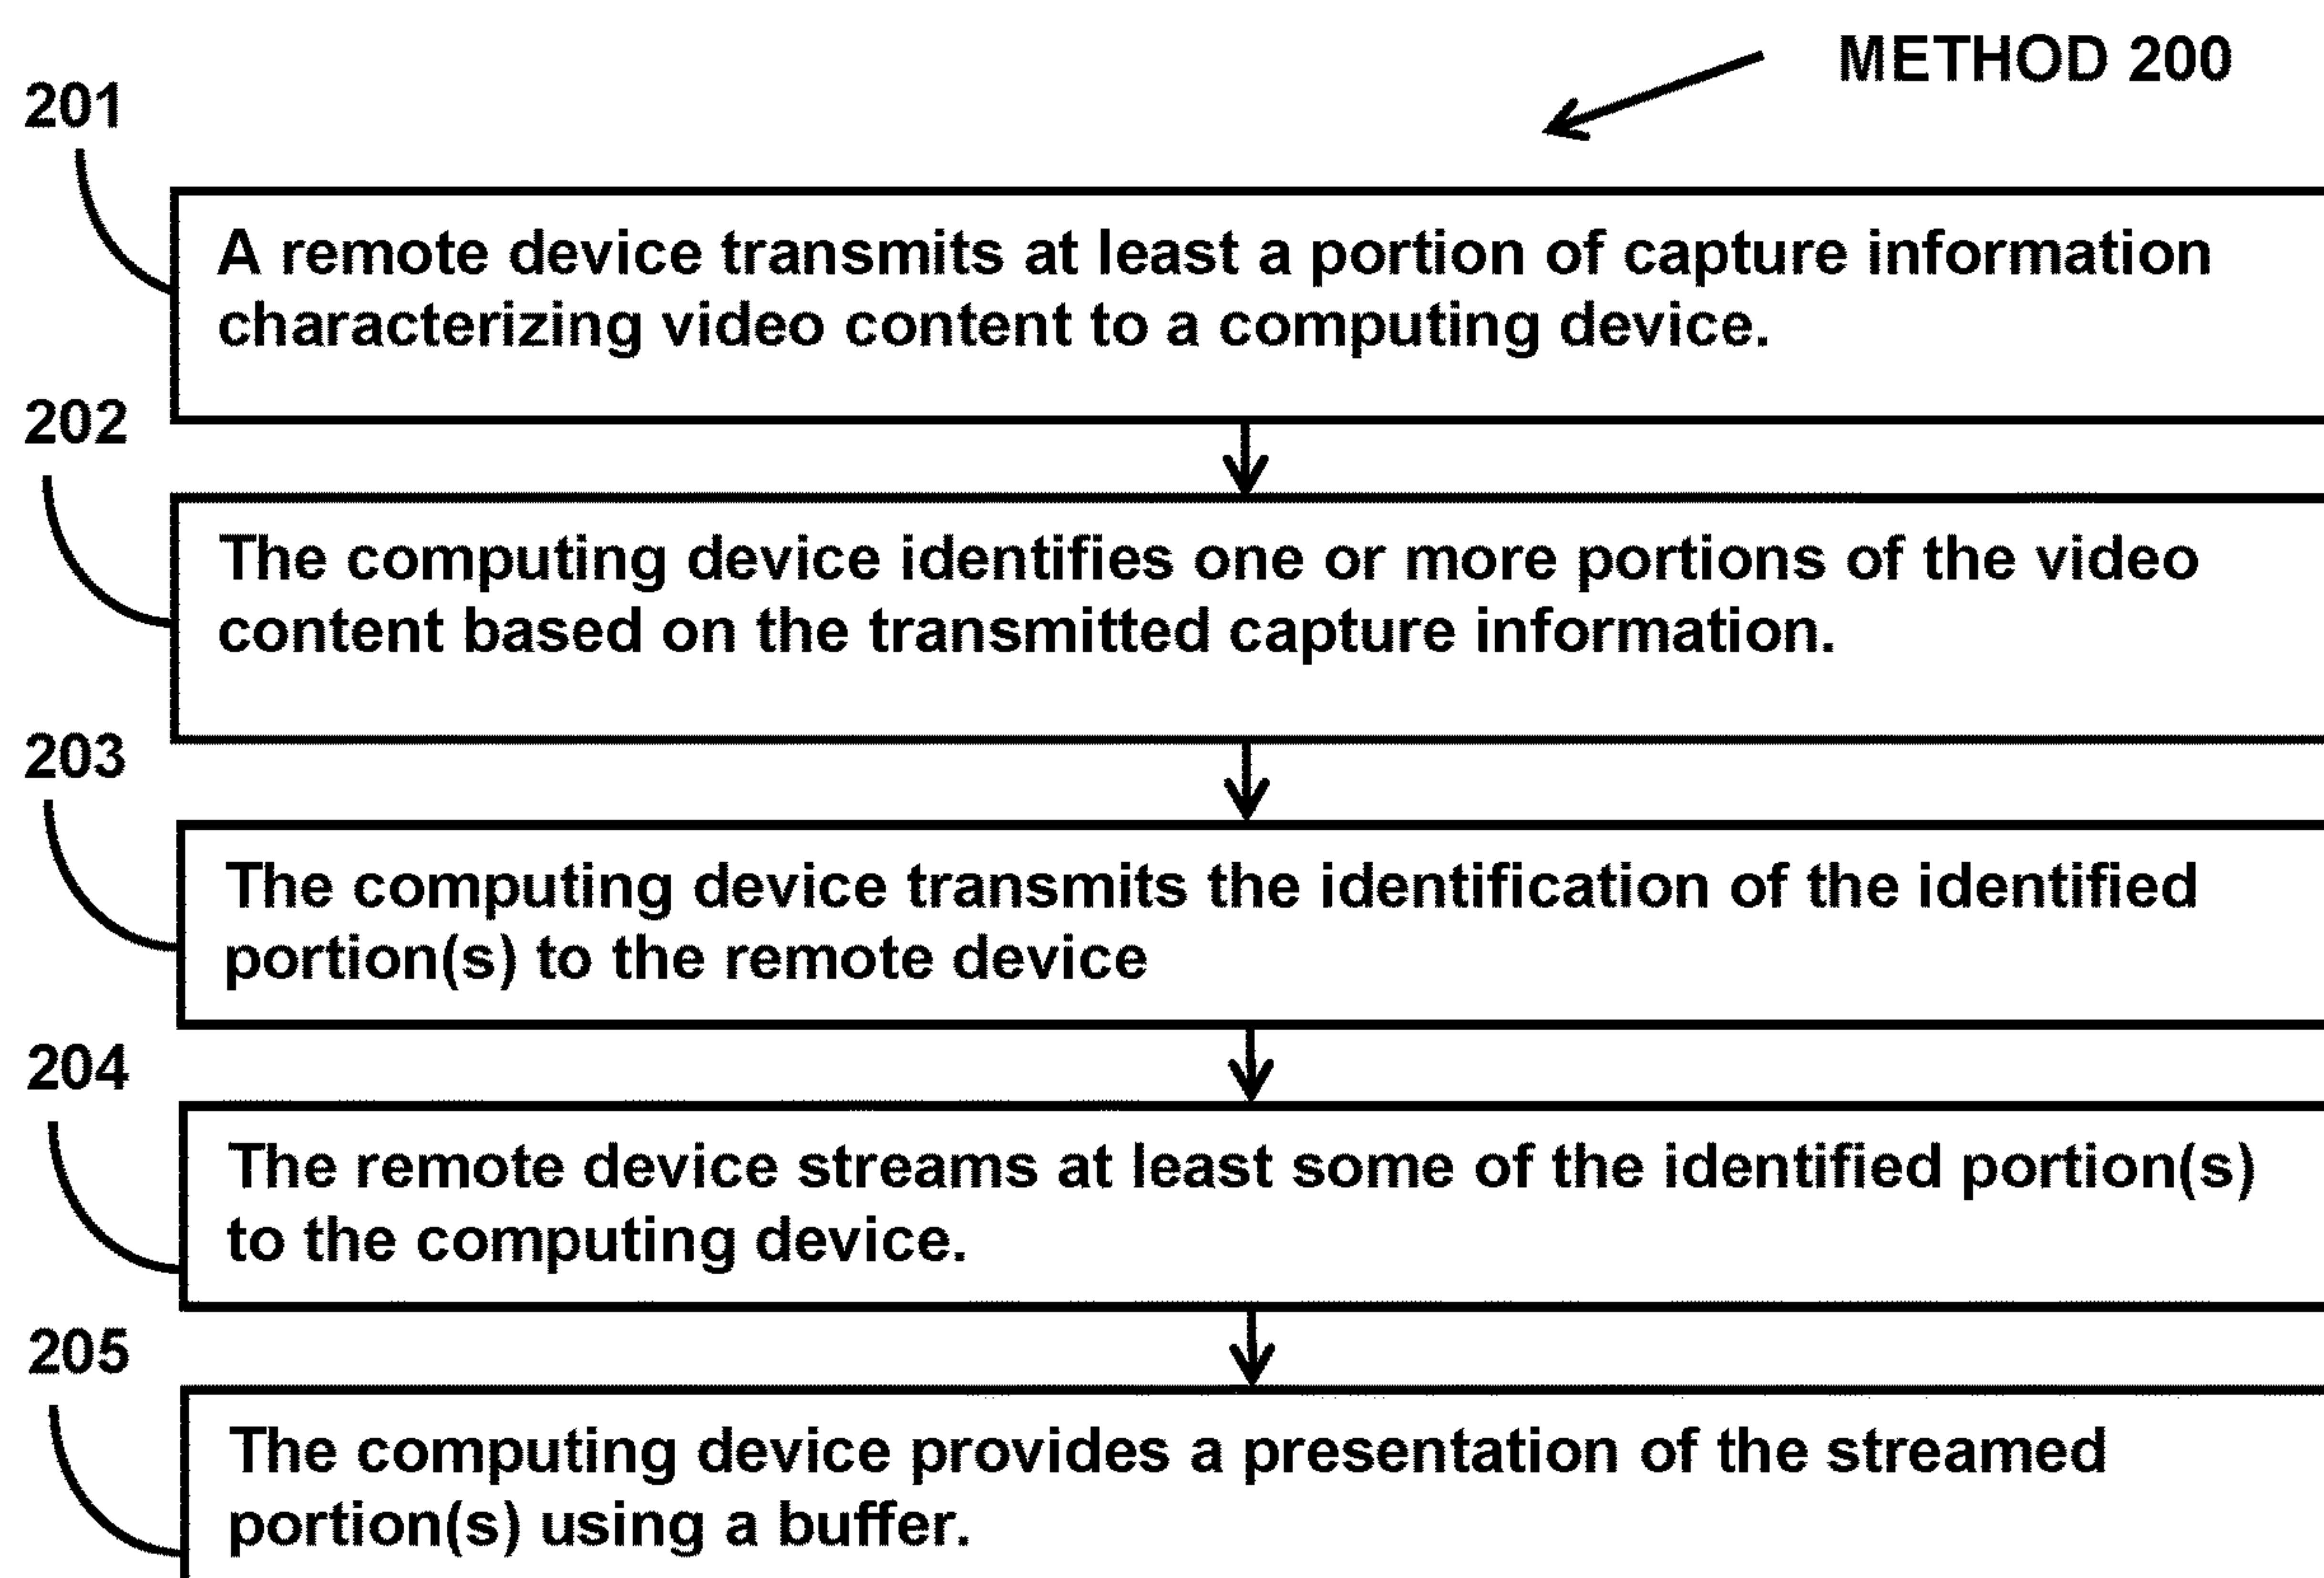 METHOD 200
201
A remote device transmits at least a portion of capture information
characterizing video content to a computing device.
202
The computing device identifies one or more portions of the video
content based on the transmitted capture information.
203
The computing device transmits the identification of the identified
portion(s) to the remote device
204
The remote device streams at least some of the identified portion(s)
to the computing device.
205
The computing device provides a presentation of the streamed
portion(s) using a buffer.